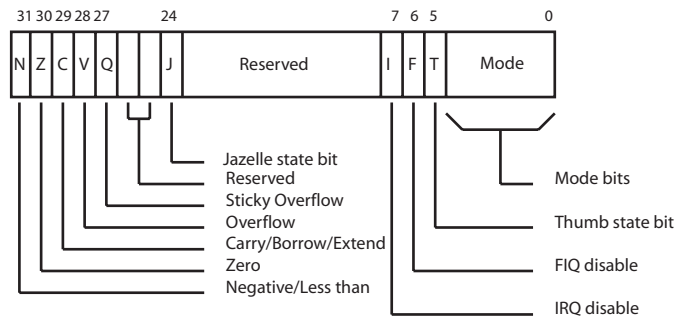 31 30 29 28 27 24 7 6 5 0
N Z C V Q J Reserved I F T Mode
Jazelle state bit
Reserved Mode bits
Sticky Overflow
Overflow Thumb state bit
Carry/Borrow/Extend
Zero FIQ disable
Negative/Less than
IRQ disable